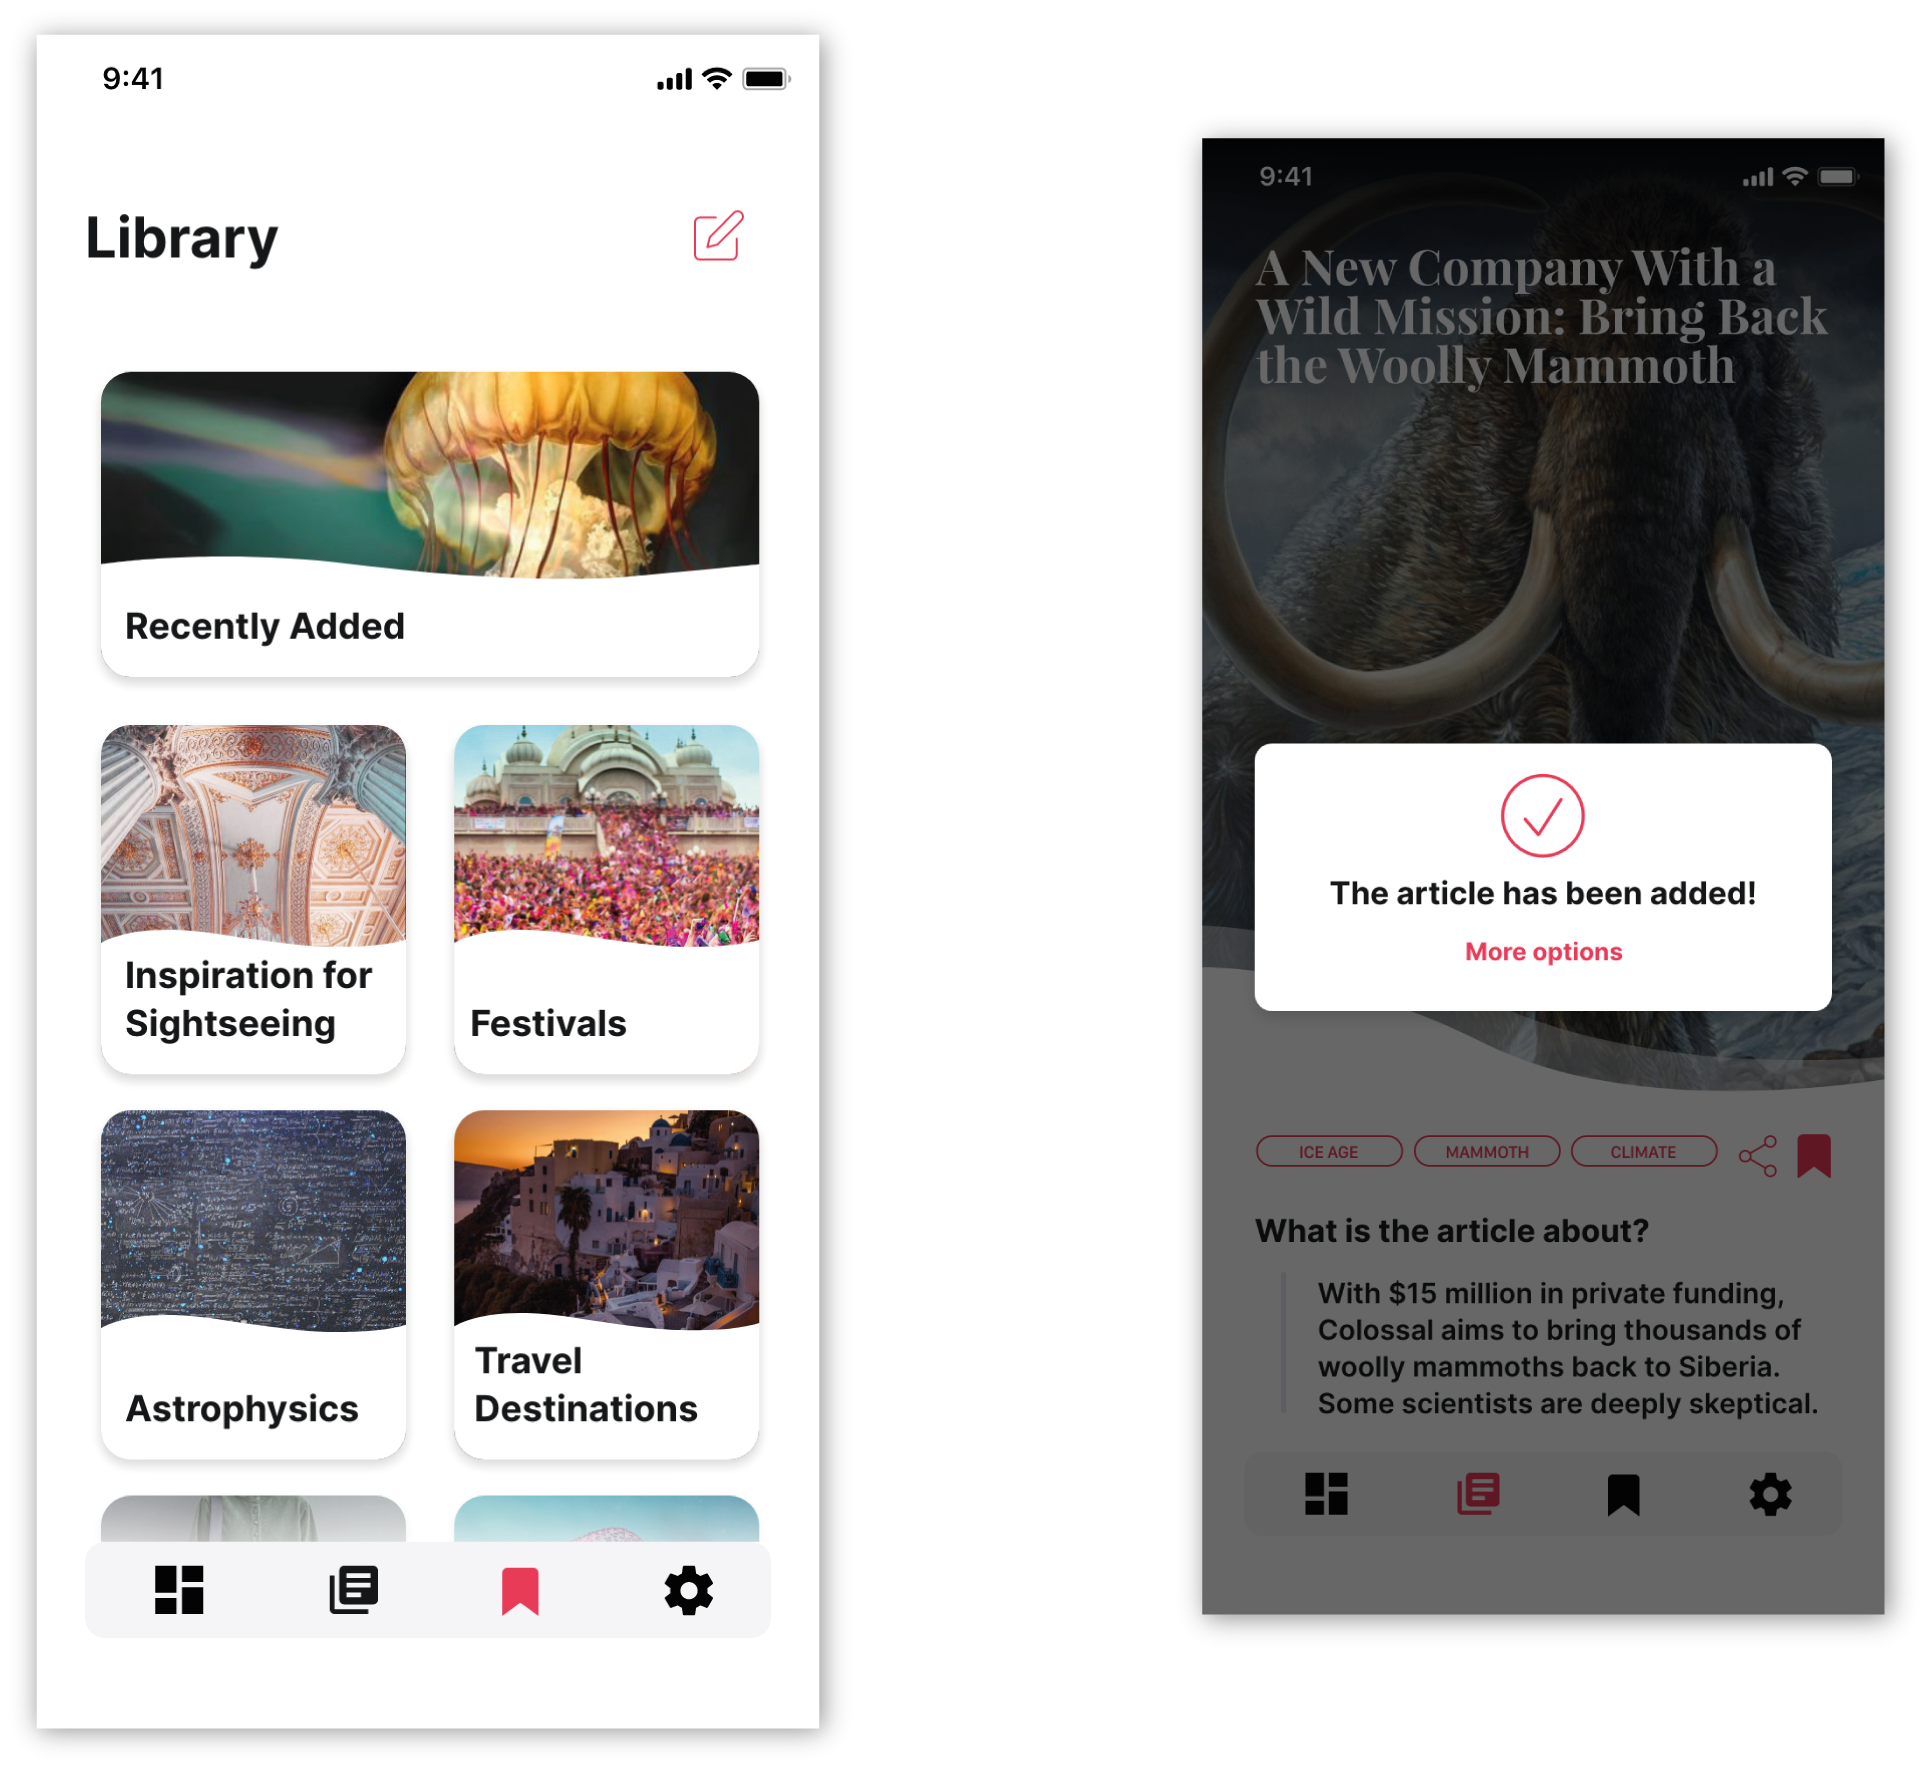 9:41
Library
Recently Added
Inspiration for
Sightseeing
Festivals
Astrophysics
Travel
Destinations
9:41
A New Company With a
Wild Mission: Bring Back
the Woolly Mammoth
The article has been added!
More options
ICE AGE
MAMMOTH
CLIMATE
What is the article about?
With $15 million in private funding,
Colossal aims to bring thousands of
woolly mammoths back to Siberia.
Some scientists are deeply skeptical.